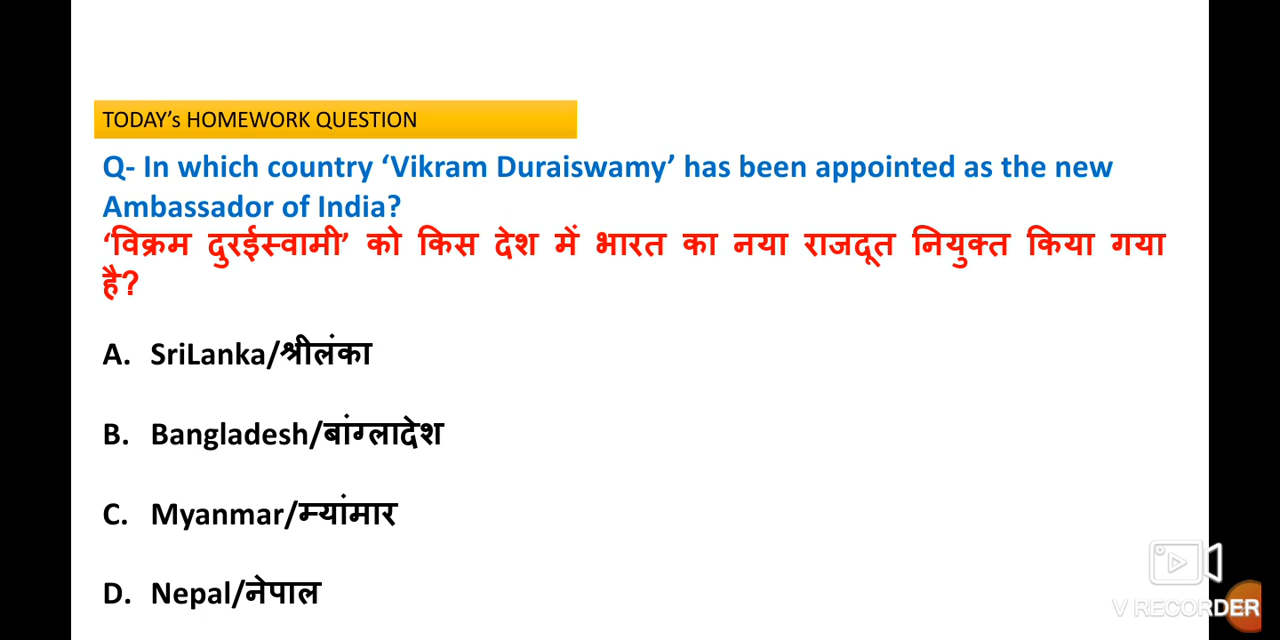 TODAY's HOMEWORK QUESTION
Q- In which country ‘Vikram Duraiswamy’ has been appointed as the new
Ambassador of India?
‘विक्रम दुरईस्वामी’ को किस देश में भारत का नया राजदूत नियुक्त किया गया
है?
A. SriLanka/श्रीलंका
B. Bangladesh/बांग्लादेश
C. Myanmar/म्यांमार
D. Nepal/नेपाल
V RECORDER